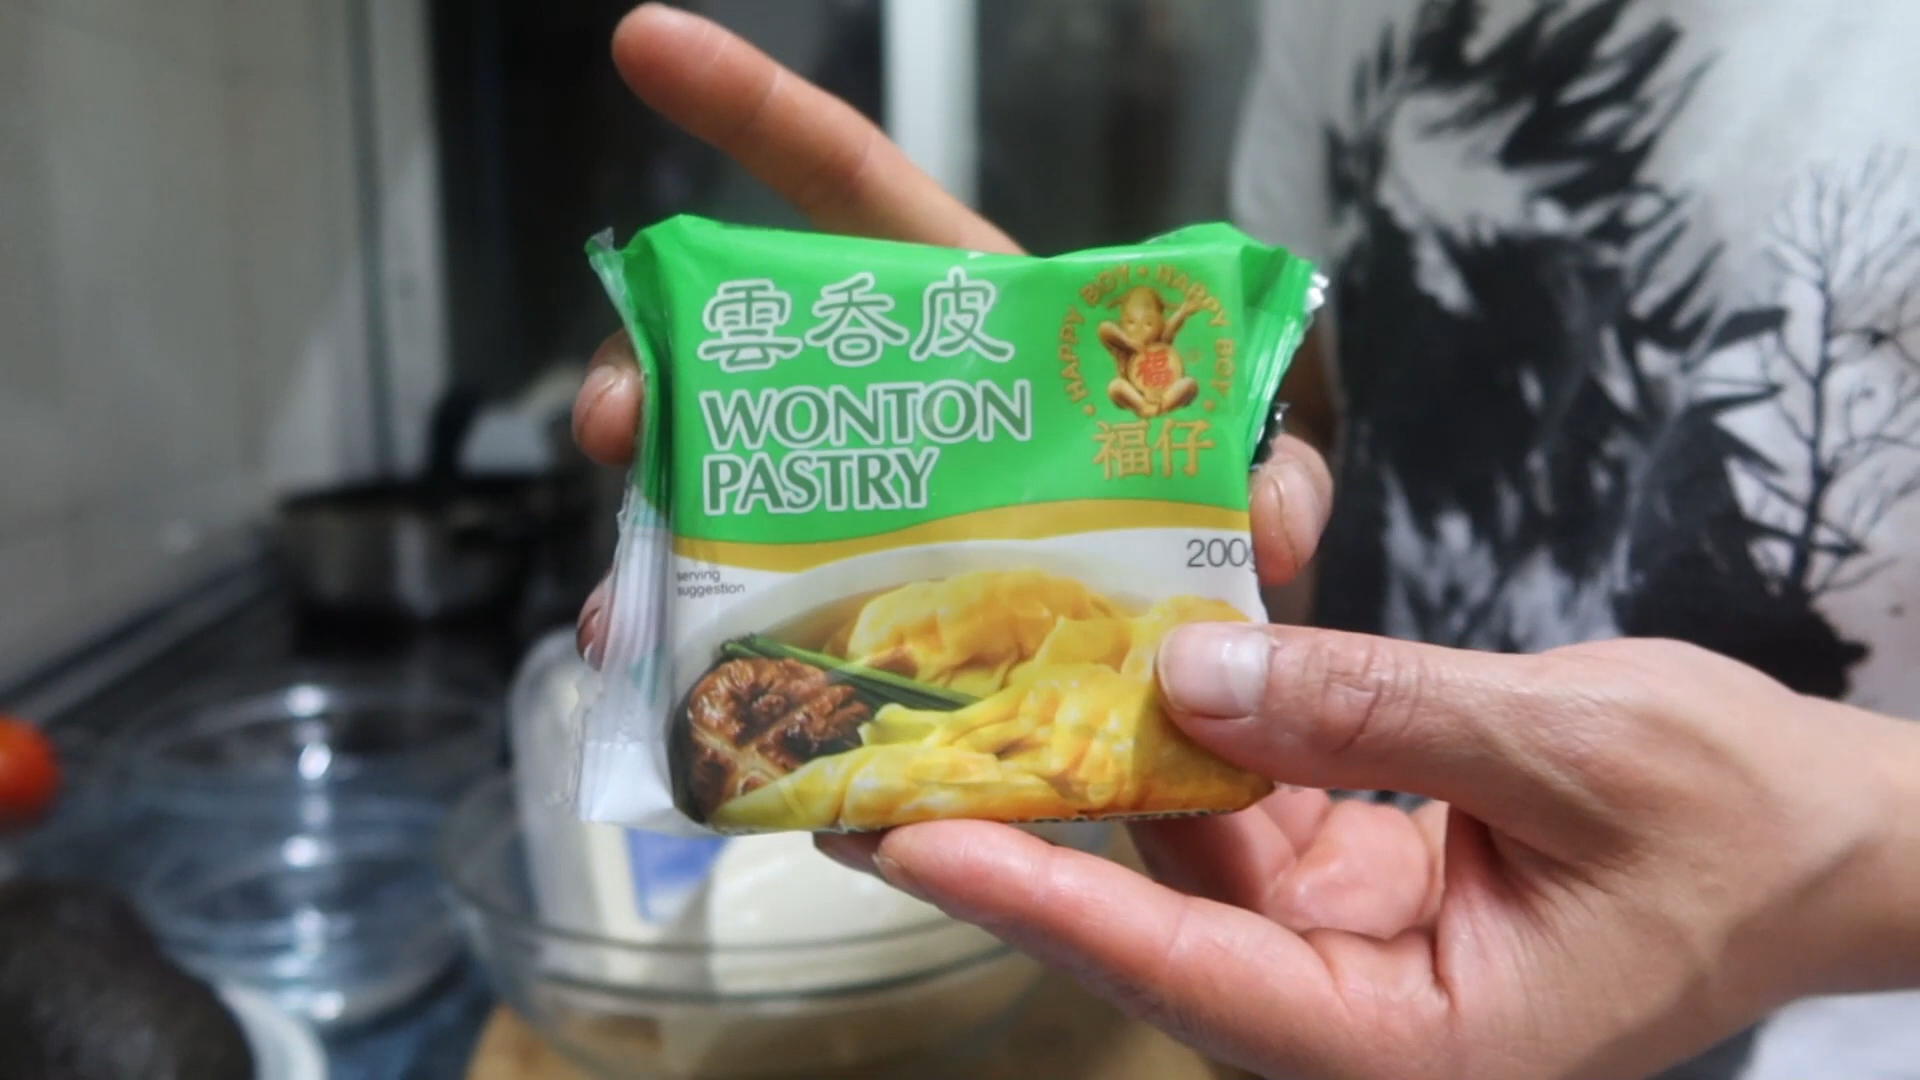 雲吞皮
WONTON
PASTRY
HAPPY BOY • HAPPY BOY •
福
福仔
200g
serving
suggestion